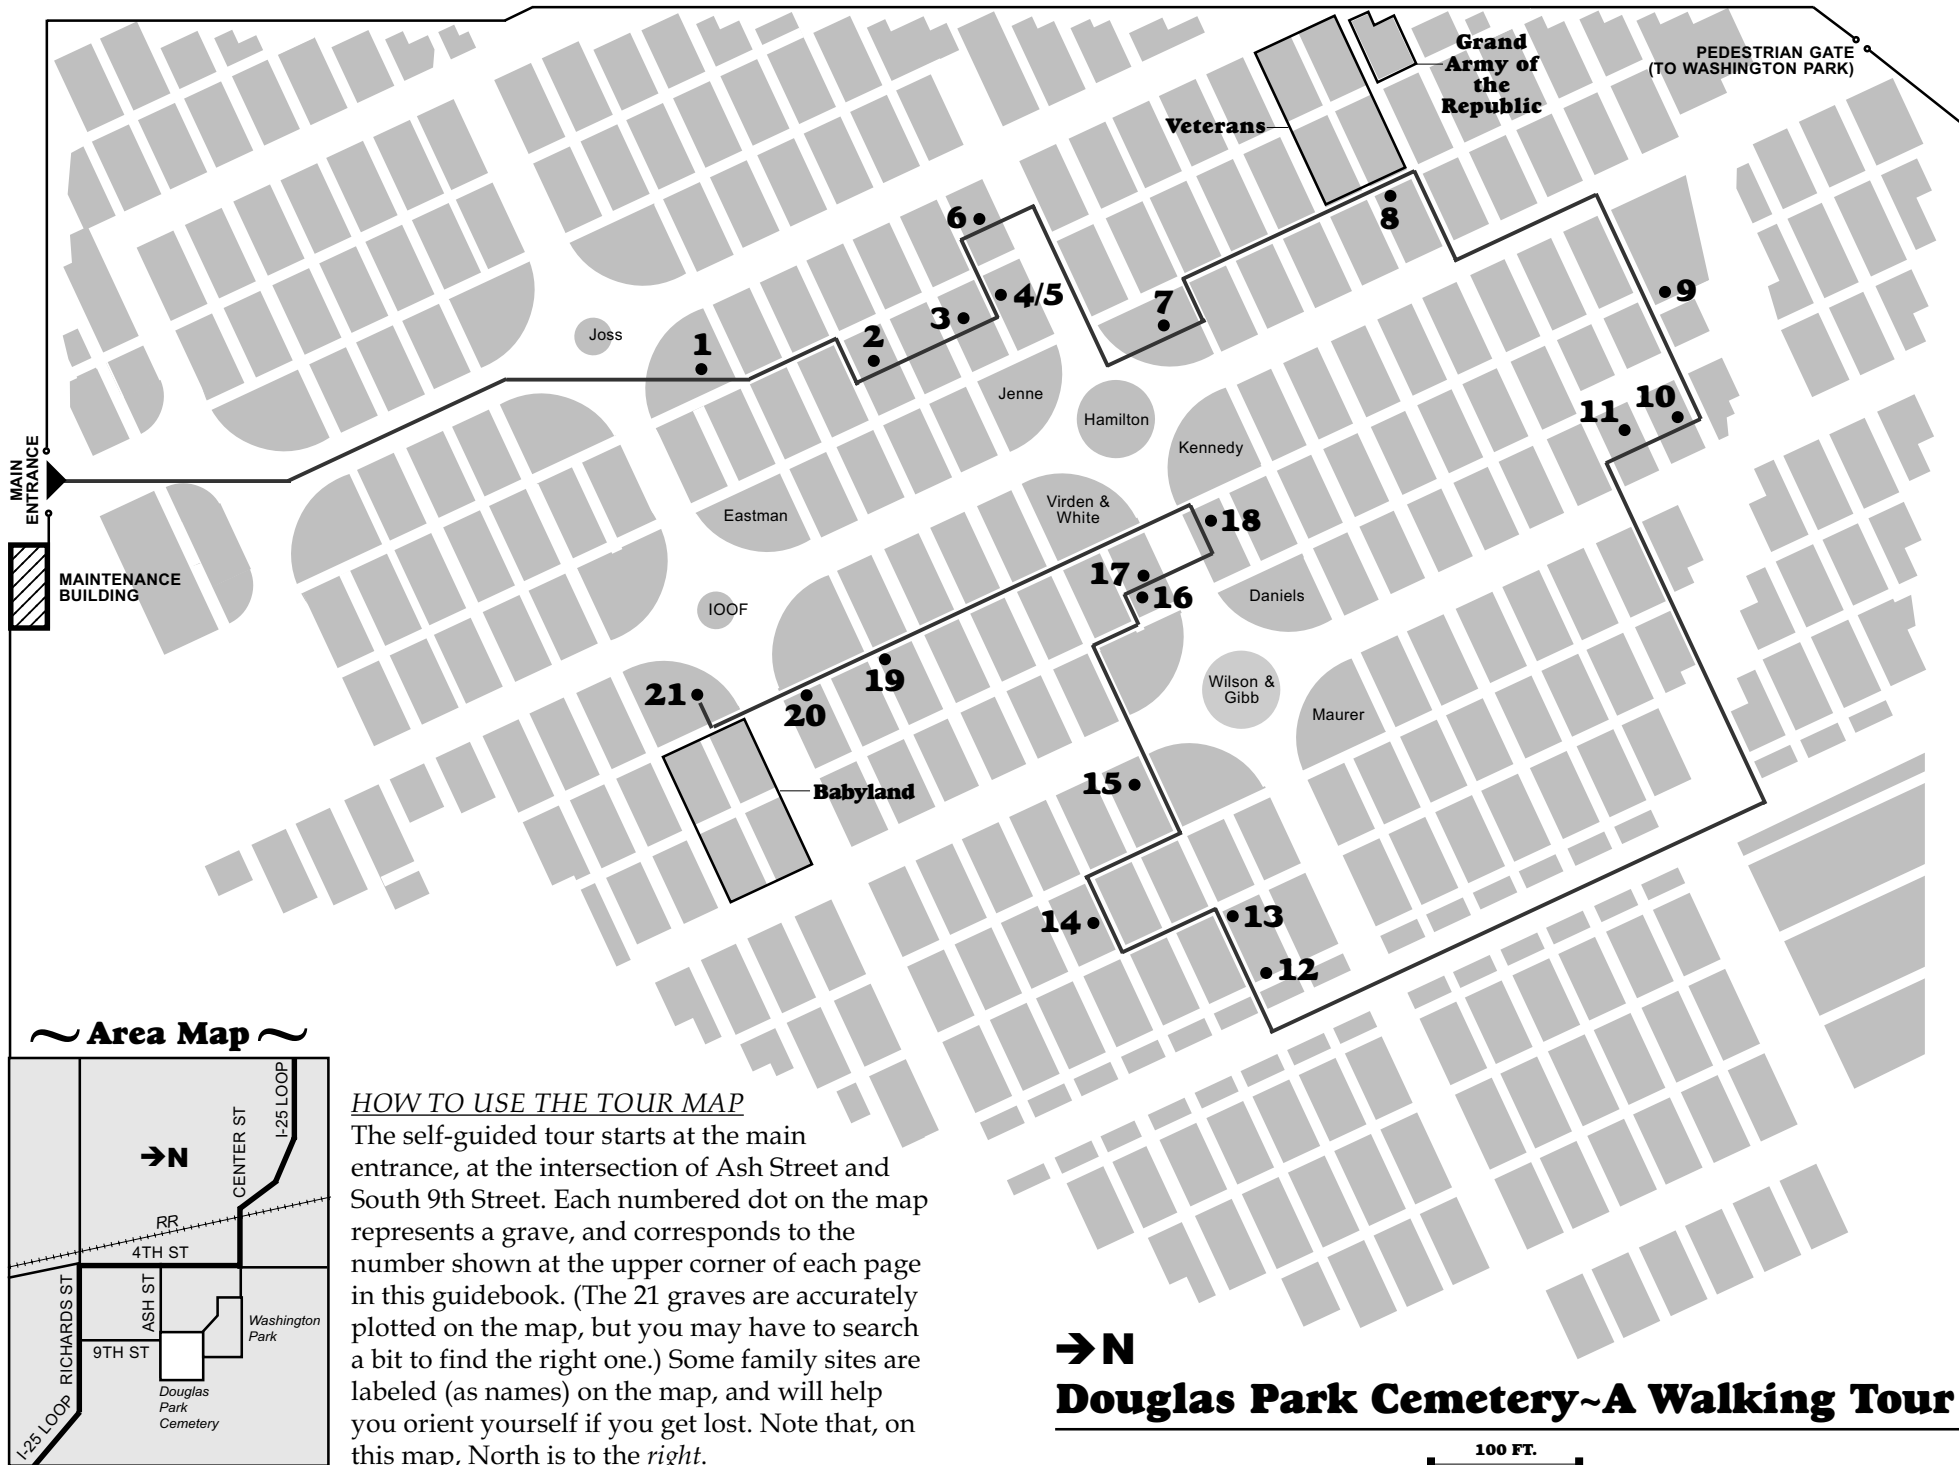 Grand
Army of
the
Republic
PEDESTRIAN GATE
(TO WASHINGTON PARK)
Veterans
6
8
4/5
3
7
9
Joss
1
2
Jenne
Hamilton
10
11
Kennedy
MAIN
ENTRANCE
Eastman
Virden &
White
18
17
16
MAINTENANCE
BUILDING
IOOF
Daniels
19
21
20
Wilson &
Gibb
Maurer
15
Babyland
14
13
12
~ Area Map ~
I-25 LOOP
CENTER ST
➔N
RR
4TH ST
RICHARDS ST
ASH ST
Washington
Park
9TH ST
Douglas
Park
Cemetery
I-25 LOOP
HOW TO USE THE TOUR MAP
The self-guided tour starts at the main
entrance, at the intersection of Ash Street and
South 9th Street. Each numbered dot on the map
represents a grave, and corresponds to the
number shown at the upper corner of each page
in this guidebook. (The 21 graves are accurately
plotted on the map, but you may have to search
a bit to find the right one.) Some family sites are
labeled (as names) on the map, and will help
you orient yourself if you get lost. Note that, on
this map, North is to the right.
➔N
Douglas Park Cemetery~A Walking Tour
100 FT.